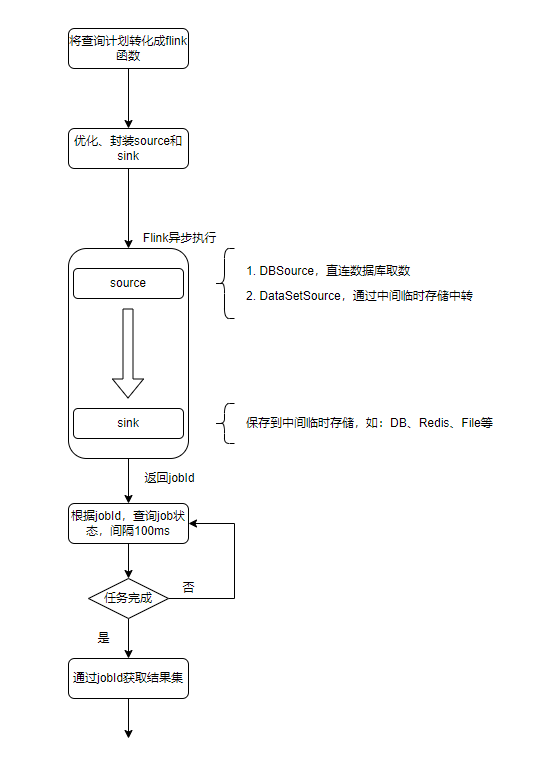 将查询计划转化成flink
函数
优化、封装source和
sink
Flink异步执行
source
1. DBSource，直连数据库取数
2. DataSetSource，通过中间临时存储中转
sink
保存到中间临时存储，如：DB、Redis、File等
返回jobId
根据jobId，查询job状
态，间隔100ms
任务完成
否
是
通过jobId获取结果集